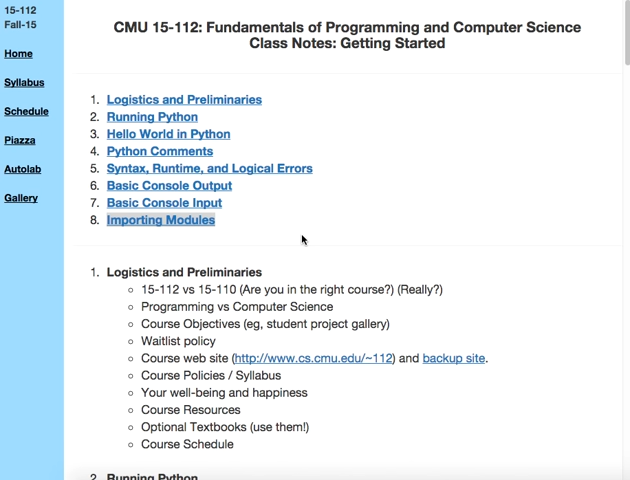 15-112
Fall-15
Home
Syllabus
Schedule
Piazza
Autolab
Gallery
CMU 15-112: Fundamentals of Programming and Computer Science
Class Notes: Getting Started
1. Logistics and Preliminaries
2. Running Python
3. Hello World in Python
4. Python Comments
5. Syntax, Runtime, and Logical Errors
6. Basic Console Output
7. Basic Console Input
8. Importing Modules
1. Logistics and Preliminaries
15-112 vs 15-110 (Are you in the right course?) (Really?)
Programming vs Computer Science
Course Objectives (eg, student project gallery)
Waitlist policy
Course web site (http://www.cs.cmu.edu/~112) and backup site.
Course Policies / Syllabus
Your well-being and happiness
Course Resources
Optional Textbooks (use them!)
Course Schedule
2. Running Python